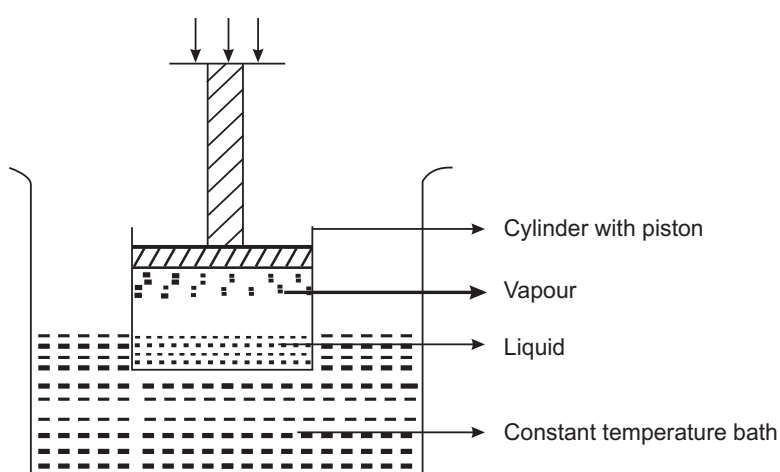 Cylinder with piston
Vapour
Liquid
Constant temperature bath